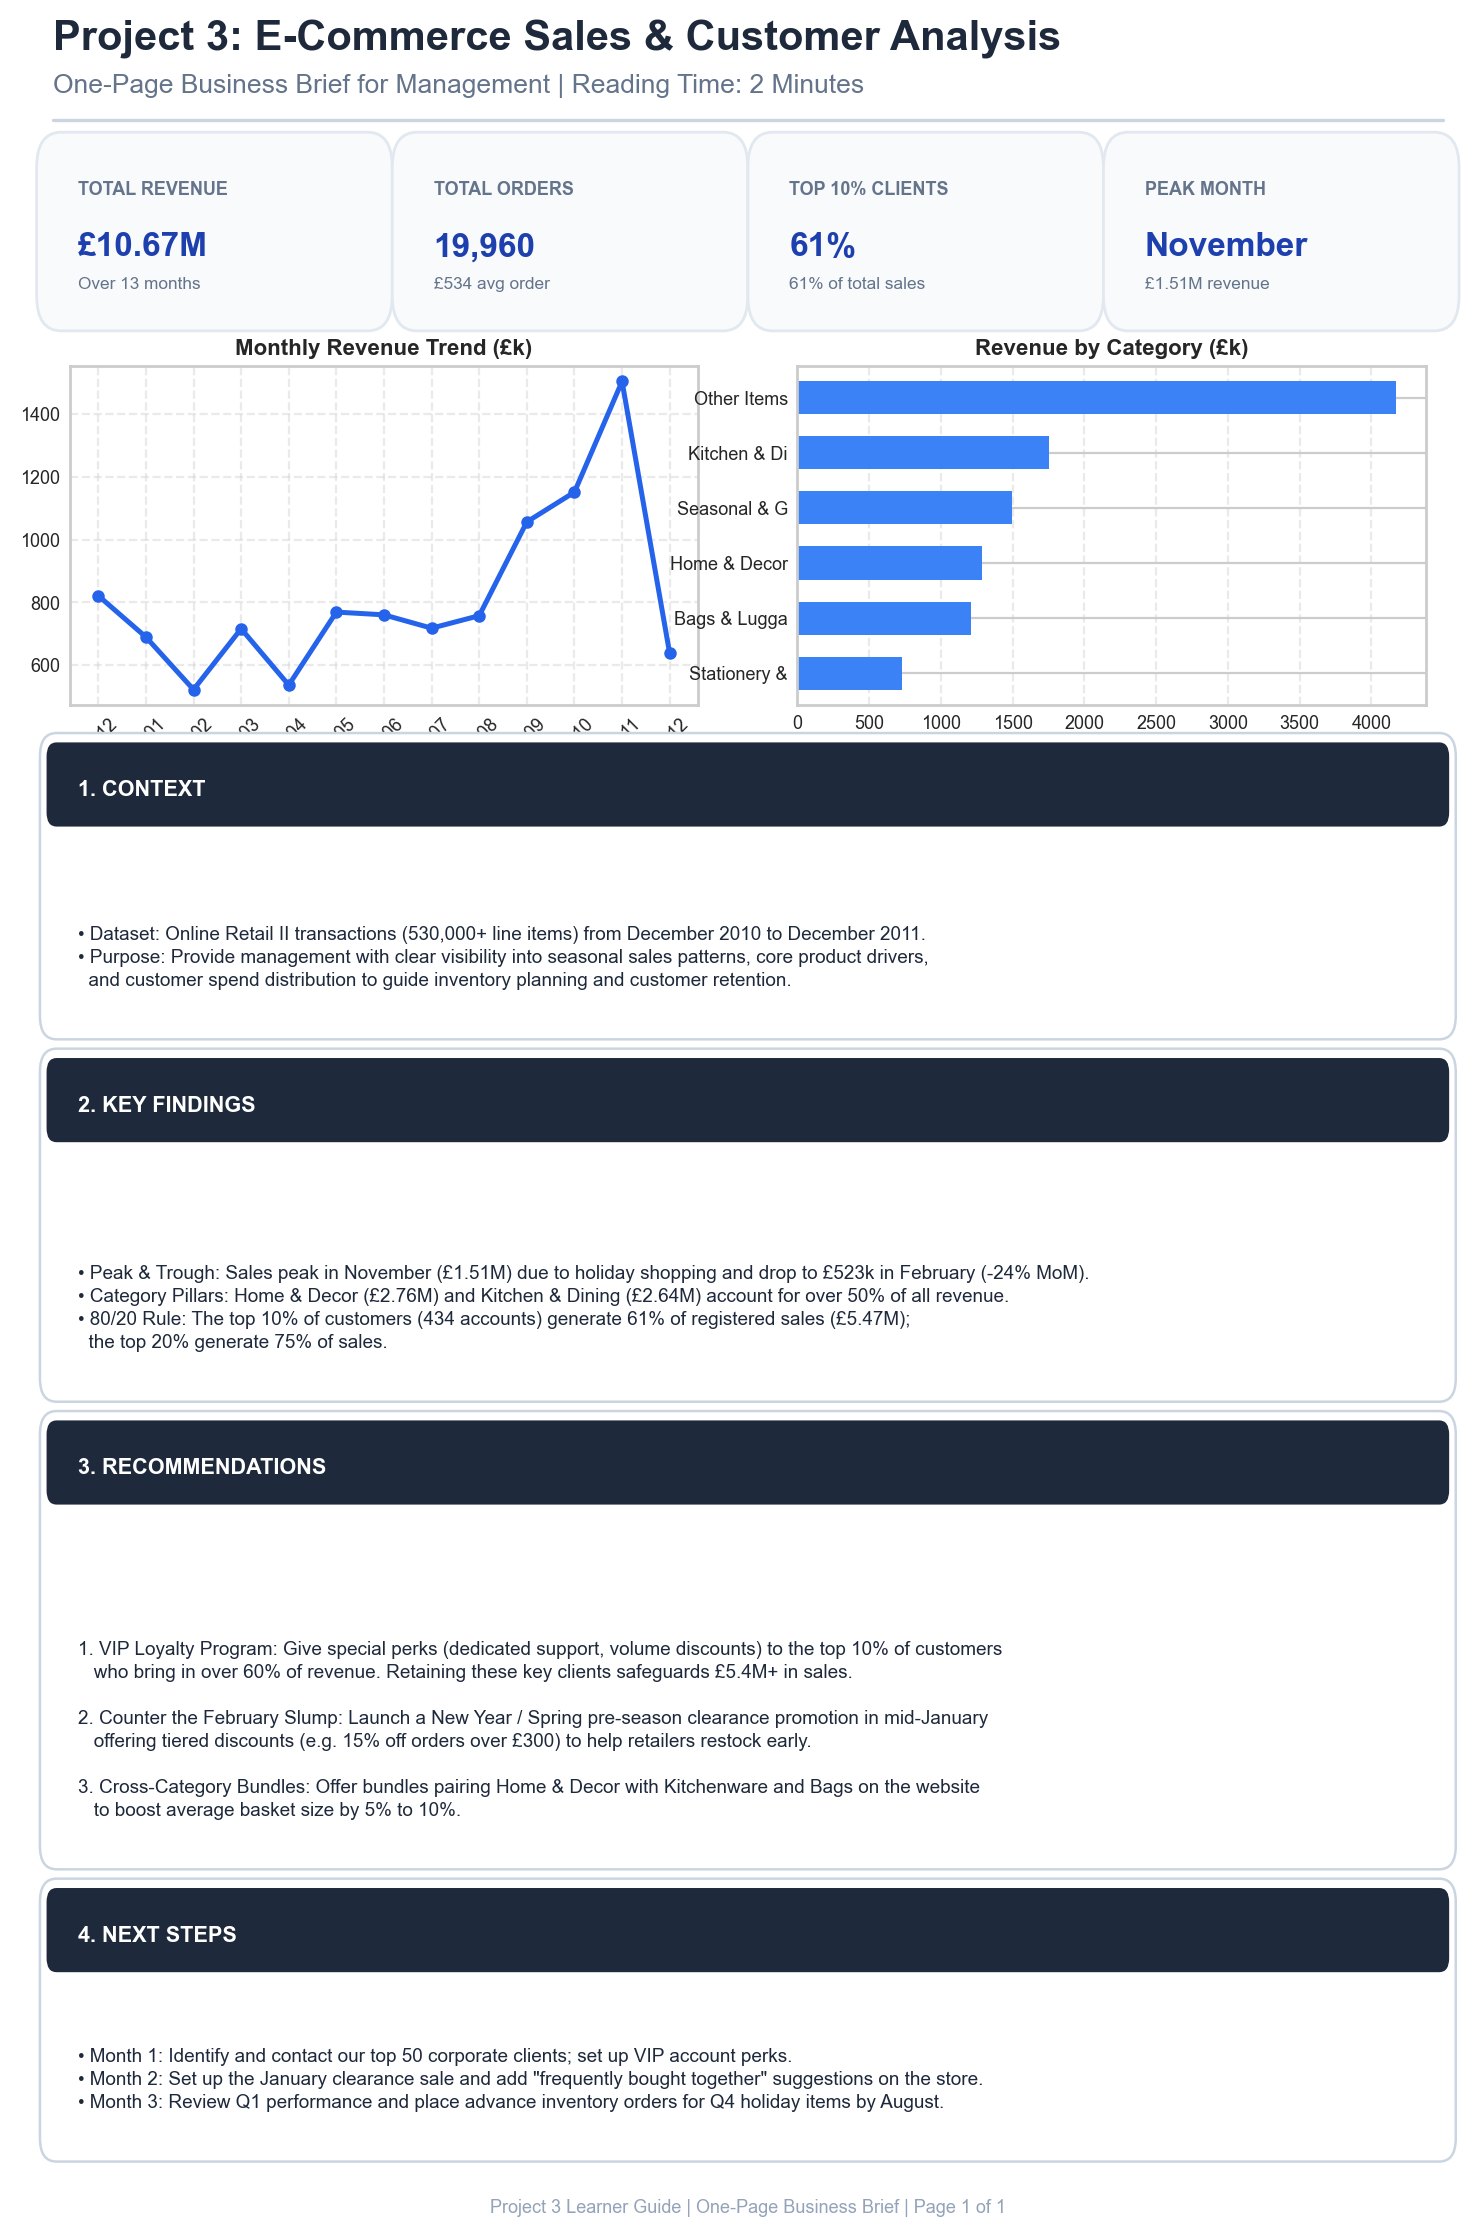 Project 3: E-Commerce Sales & Customer Analysis
One-Page Business Brief for Management | Reading Time: 2 Minutes
TOTAL REVENUE
£10.67M
Over 13 months
TOTAL ORDERS
19,960
£534 avg order
TOP 10% CLIENTS
61%
61% of total sales
PEAK MONTH
November
£1.51M revenue
Monthly Revenue Trend (£k)
1400
1200
1000
800
600
12 01 02 03 04 05 06 07 08 09 10 11 12
Revenue by Category (£k)
Other Items
Kitchen & Di
Seasonal & G
Home & Decor
Bags & Lugga
Stationery &
0 500 1000 1500 2000 2500 3000 3500 4000
1. CONTEXT
• Dataset: Online Retail II transactions (530,000+ line items) from December 2010 to December 2011.
• Purpose: Provide management with clear visibility into seasonal sales patterns, core product drivers,
and customer spend distribution to guide inventory planning and customer retention.
2. KEY FINDINGS
• Peak & Trough: Sales peak in November (£1.51M) due to holiday shopping and drop to £523k in February (-24% MoM).
• Category Pillars: Home & Decor (£2.76M) and Kitchen & Dining (£2.64M) account for over 50% of all revenue.
• 80/20 Rule: The top 10% of customers (434 accounts) generate 61% of registered sales (£5.47M);
the top 20% generate 75% of sales.
3. RECOMMENDATIONS
1. VIP Loyalty Program: Give special perks (dedicated support, volume discounts) to the top 10% of customers
who bring in over 60% of revenue. Retaining these key clients safeguards £5.4M+ in sales.
2. Counter the February Slump: Launch a New Year / Spring pre-season clearance promotion in mid-January
offering tiered discounts (e.g. 15% off orders over £300) to help retailers restock early.
3. Cross-Category Bundles: Offer bundles pairing Home & Decor with Kitchenware and Bags on the website
to boost average basket size by 5% to 10%.
4. NEXT STEPS
• Month 1: Identify and contact our top 50 corporate clients; set up VIP account perks.
• Month 2: Set up the January clearance sale and add "frequently bought together" suggestions on the store.
• Month 3: Review Q1 performance and place advance inventory orders for Q4 holiday items by August.
Project 3 Learner Guide | One-Page Business Brief | Page 1 of 1